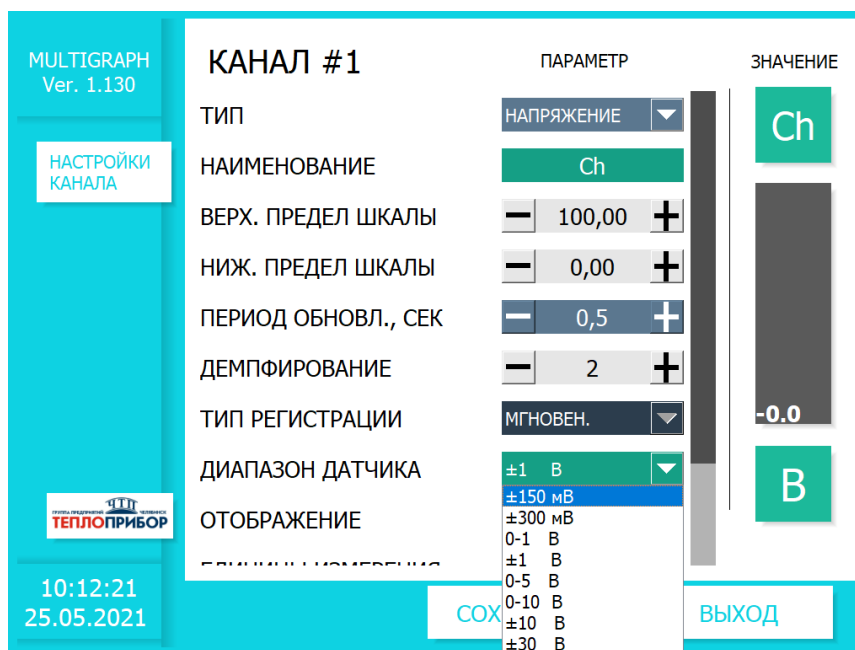 MULTIGRAPH
Ver. 1.130
НАСТРОЙКИ
КАНАЛА
ТЕПЛОПРИБОР
10:12:21
25.05.2021
КАНАЛ #1
ПАРАМЕТР
ЗНАЧЕНИЕ
ТИП
НАПРЯЖЕНИЕ
НАИМЕНОВАНИЕ
Ch
ВЕРХ. ПРЕДЕЛ ШКАЛЫ
100,00
НИЖ. ПРЕДЕЛ ШКАЛЫ
0,00
ПЕРИОД ОБНОВЛ., СЕК
0,5
ДЕМПФИРОВАНИЕ
2
ТИП РЕГИСТРАЦИИ
МГНОВЕН.
ДИАПАЗОН ДАТЧИКА
±1 В
±150 мВ
±300 мВ
0-1 В
±1 В
0-5 В
0-10 В
±10 В
±30 В
ОТОБРАЖЕНИЕ
Ch
-0.0
В
ВЫХОД